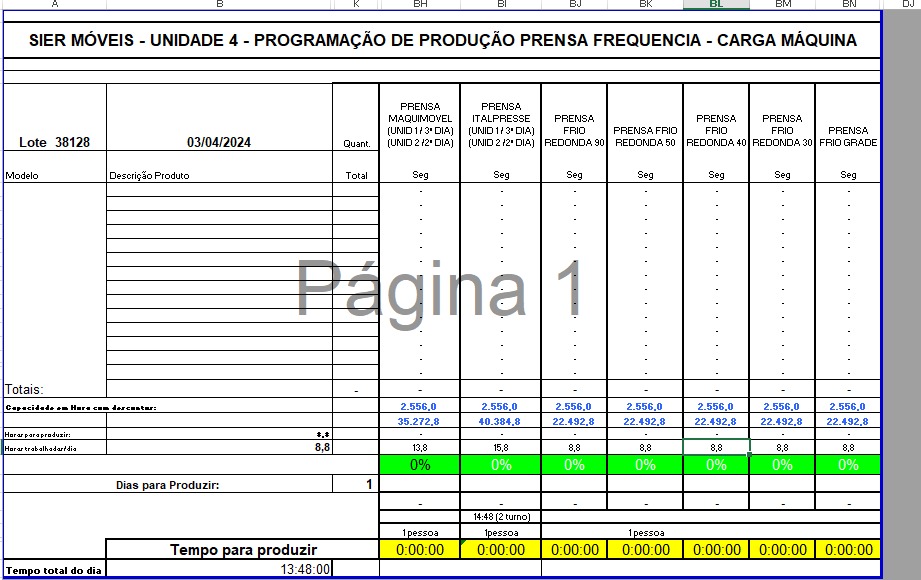 A B K BH BI BJ BK BL BM BN DJ
SIER MÓVEIS - UNIDADE 4 - PROGRAMAÇÃO DE PRODUÇÃO PRENSA FREQUENCIA - CARGA MÁQUINA
Lote 38128 03/04/2024 Quant.
PRENSA MAQUIMOVEL (UNID 1 / 3ª DIA) (UNID 2 /2ª DIA)
PRENSA ITALPRESSE (UNID 1 / 3ª DIA) (UNID 2 /2ª DIA)
PRENSA FRIO REDONDA 90
PRENSA FRIO REDONDA 50
PRENSA FRIO REDONDA 40
PRENSA FRIO REDONDA 30
PRENSA FRIO GRADE
Modelo Descrição Produto Total Seg Seg Seg Seg Seg Seg Seg
Página 1
Totais: - - - - - - - -
Capacidade em Hora com descontar: 2.556,0 2.556,0 2.556,0 2.556,0 2.556,0 2.556,0 2.556,0
35.272,8 40.384,8 22.492,8 22.492,8 22.492,8 22.492,8 22.492,8
Horar para produzir: 8,8 - - - - - - -
Horar trabalhadar/dia 8,8 13,8 15,8 8,8 8,8 8,8 8,8 8,8
0% 0% 0% 0% 0% 0% 0%
Dias para Produzir: 1
- - - - - - -
14:48 (2 turno)
1pessoa 1pessoa 1pessoa
Tempo para produzir 0:00:00 0:00:00 0:00:00 0:00:00 0:00:00 0:00:00 0:00:00
Tempo total do dia 13:48:00